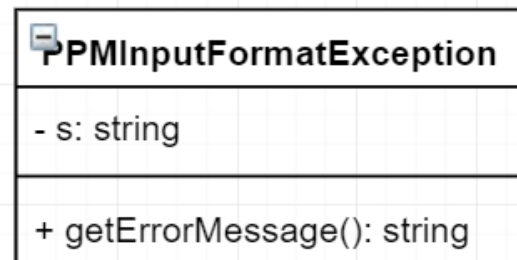 PPMInputFormatException
- s: string
+ getErrorMessage(): string